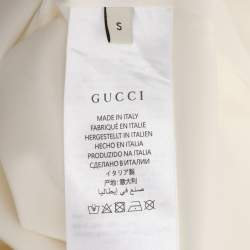 S
GUCCI
MADE IN ITALY
FABRIQUÉ EN ITALIE
HERGESTELLT IN ITALIEN
HECHO EN ITALIA
PRODUZIDO NA ITÁLIA
СДЕЛАНО В ИТАЛИИ
イタリア製
产地：意大利
صنع في إيطاليا